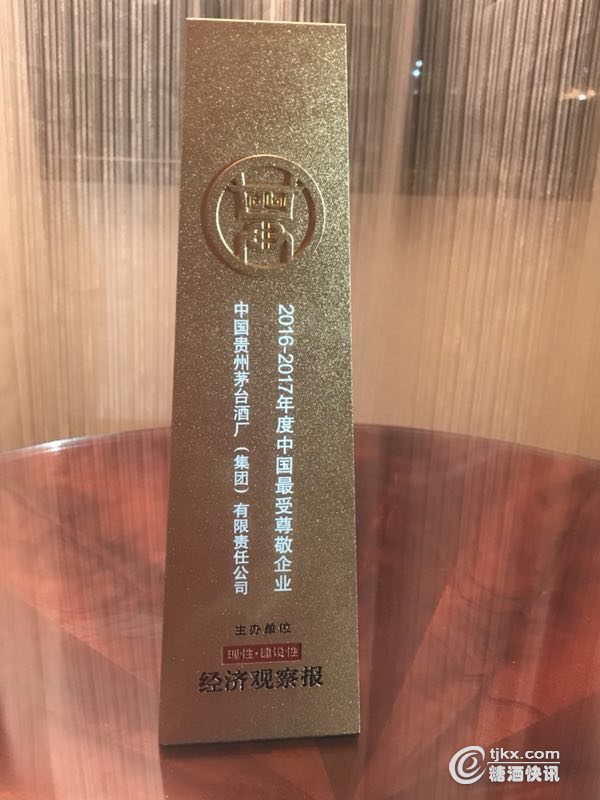 2016-2017年度中国最受尊敬企业
中国贵州茅台酒厂（集团）有限责任公司
主办单位
理性·建设性
经济观察报
tjkx.com
糖酒快讯